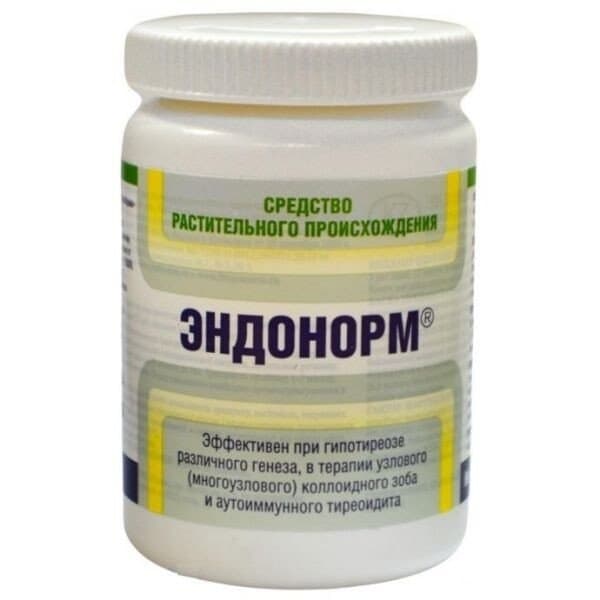 СРЕДСТВО
РАСТИТЕЛЬНОГО ПРОИСХОЖДЕНИЯ
ЭНДОНОРМ®
Эффективен при гипотиреозе
различного генеза, в терапии узлового
(многоузлового) коллоидного зоба
и аутоиммунного тиреоидита